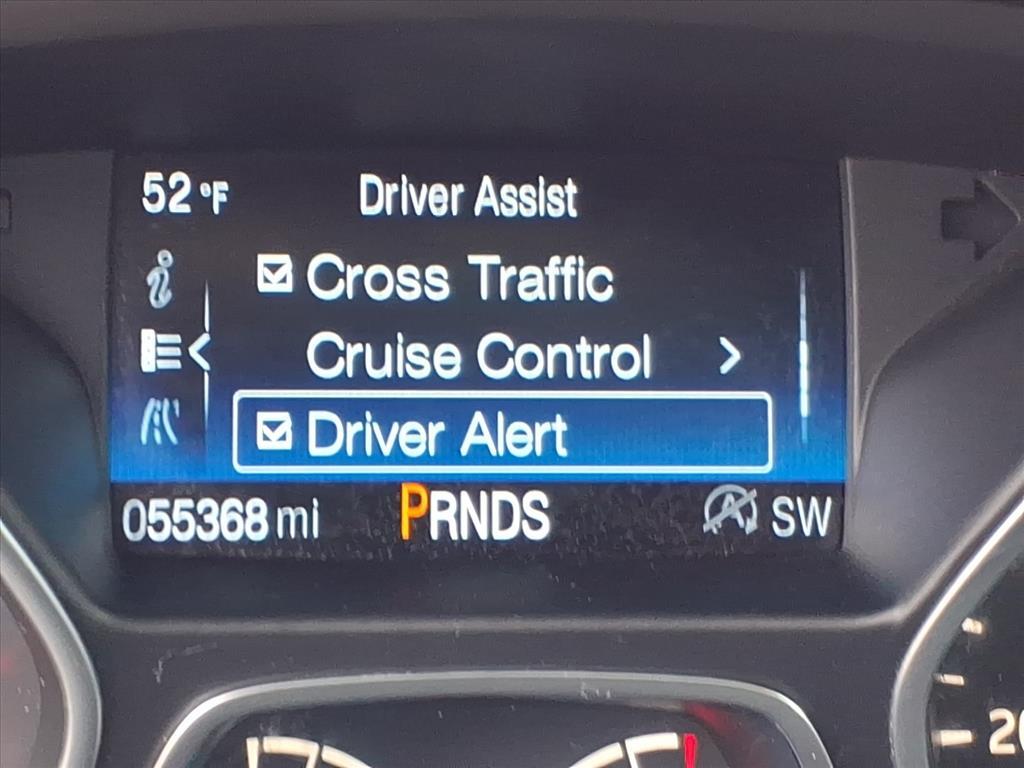 52 °F Driver Assist
Cross Traffic
Cruise Control >
Driver Alert
055368 mi PRNDS A SW